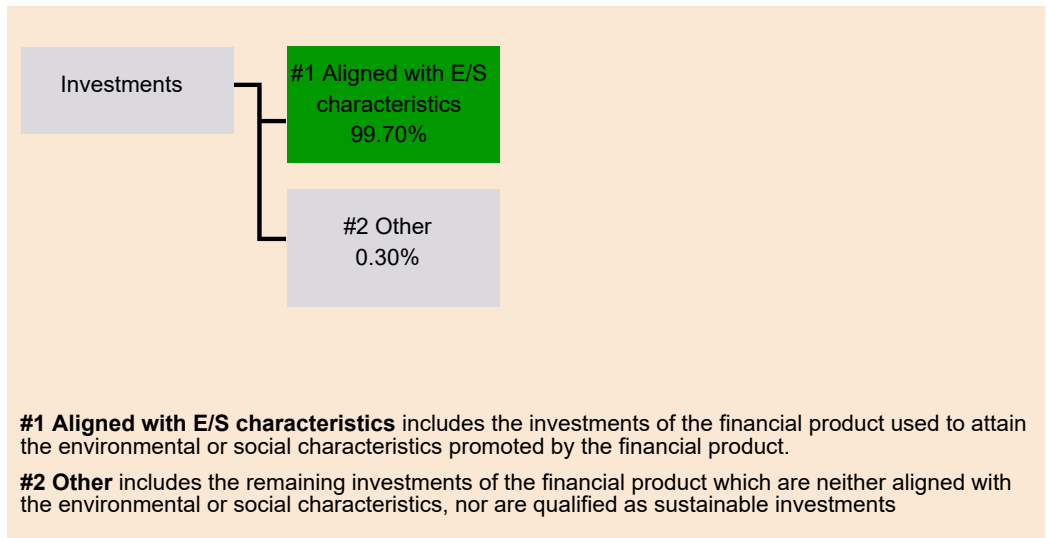 Investments
#1 Aligned with E/S
characteristics
99.70%
#2 Other
0.30%
#1 Aligned with E/S characteristics includes the investments of the financial product used to attain
the environmental or social characteristics promoted by the financial product.
#2 Other includes the remaining investments of the financial product which are neither aligned with
the environmental or social characteristics, nor are qualified as sustainable investments